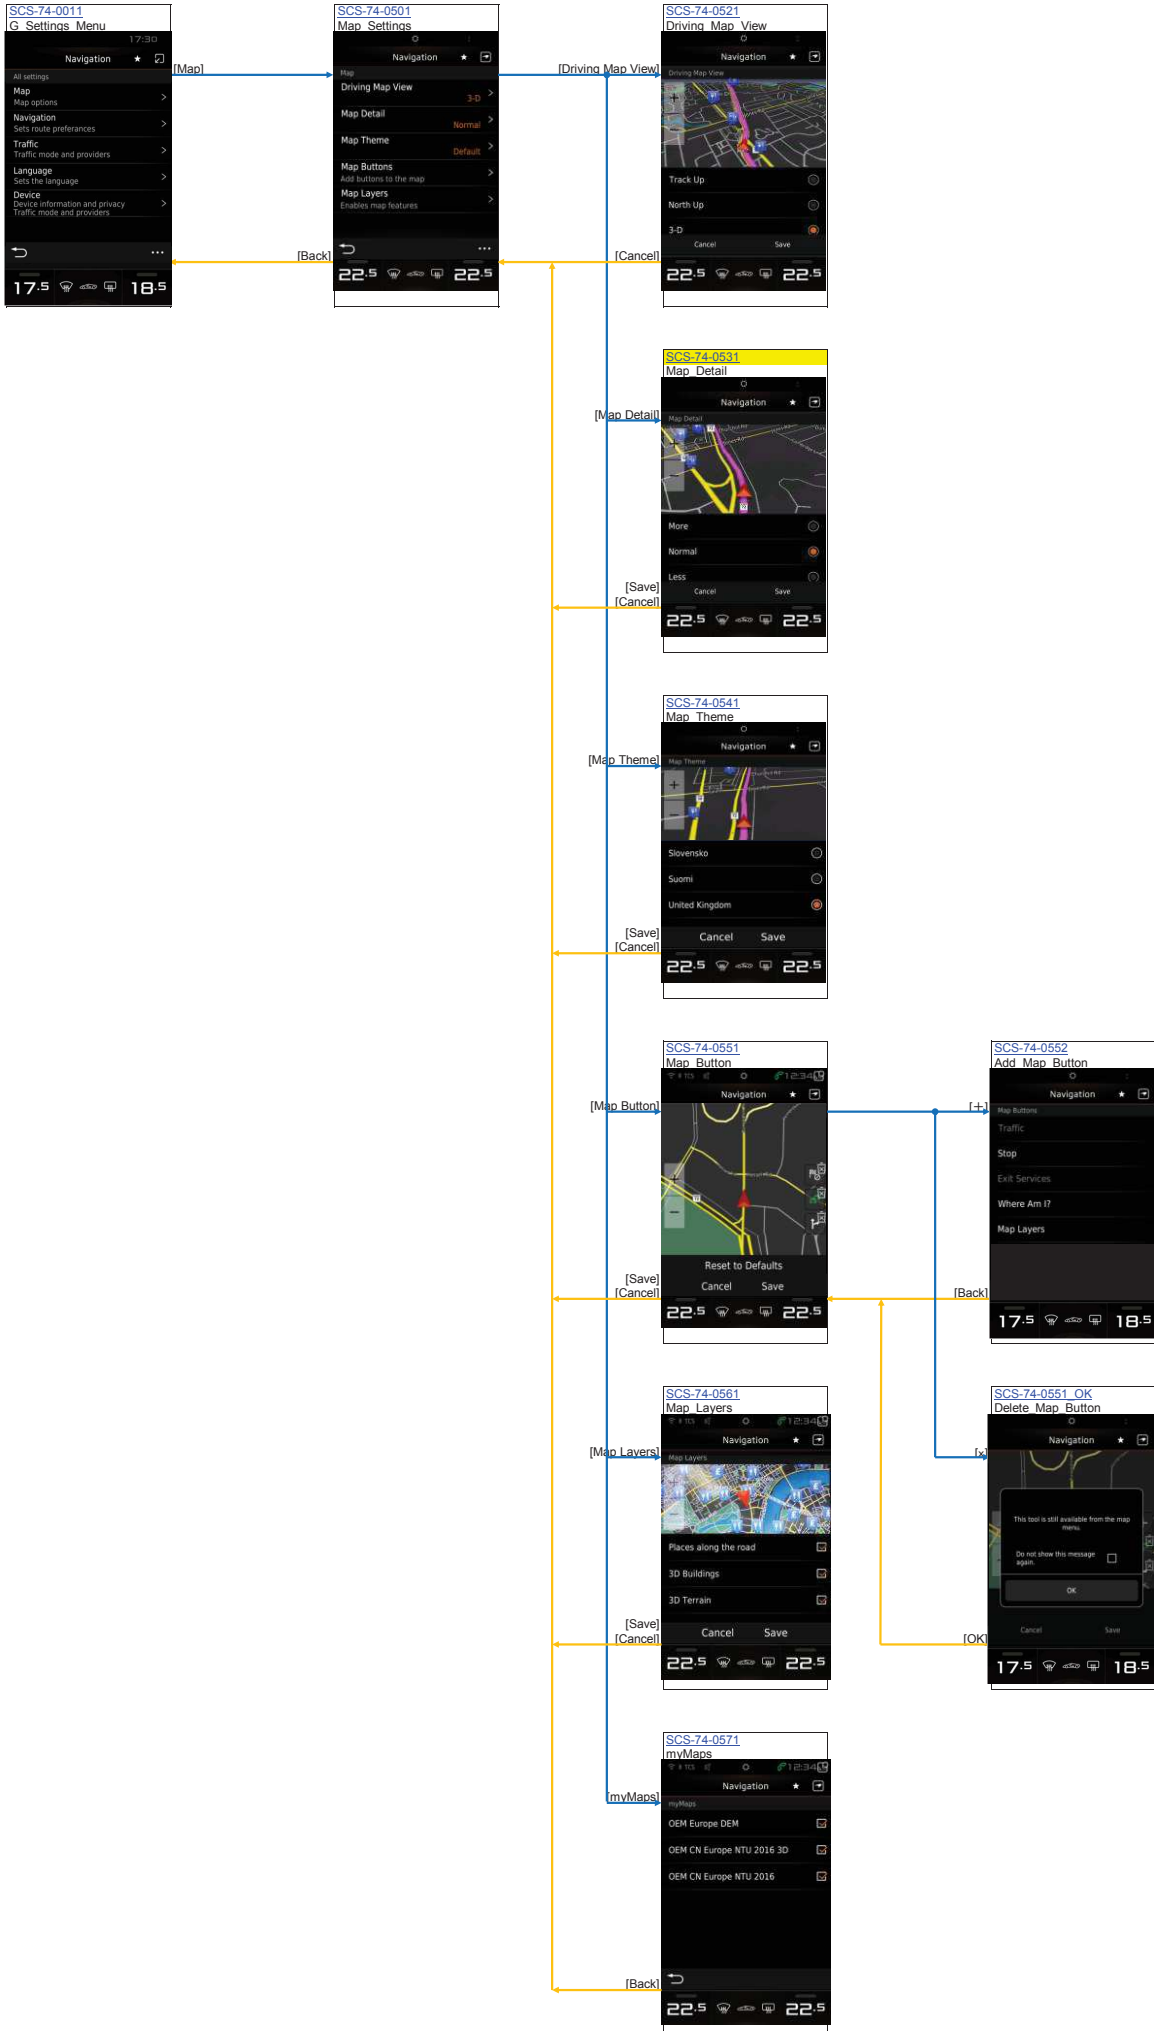 SCS-74-0011
G_Settings_Menu
17:30
Navigation
All settings
Map
Map options
Navigation
Sets route preferances
Traffic
Traffic mode and providers
Language
Sets the language
Device
Device information and privacy
Traffic mode and providers
17.5 18.5
[Map]
[Back]
SCS-74-0501
Map_Settings
Navigation
Map
Driving Map View
3-D
Map Detail
Normal
Map Theme
Default
Map Buttons
Add buttons to the map
Map Layers
Enables map features
22.5 22.5
[Driving Map View]
[Cancel]
SCS-74-0521
Driving_Map_View
Navigation
Driving Map View
Track Up
North Up
3-D
Cancel Save
22.5 22.5
[Map Detail]
[Save]
[Cancel]
SCS-74-0531
Map_Detail
Navigation
Map Detail
More
Normal
Less
Cancel Save
22.5 22.5
[Map Theme]
[Save]
[Cancel]
SCS-74-0541
Map_Theme
Navigation
Map Theme
Slovensko
Suomi
United Kingdom
Cancel Save
22.5 22.5
[Map Button]
[Save]
[Cancel]
SCS-74-0551
Map_Button
TCS 12:34
Navigation
Reset to Defaults
Cancel Save
22.5 22.5
[+]
[Back]
SCS-74-0552
Add_Map_Button
Navigation
Map Buttons
Traffic
Stop
Exit Services
Where Am I?
Map Layers
17.5 18.5
[Map Layers]
[Save]
[Cancel]
SCS-74-0561
Map_Layers
TCS 12:34
Navigation
Map Layers
Places along the road
3D Buildings
3D Terrain
Cancel Save
22.5 22.5
[x]
[OK]
SCS-74-0551_OK
Delete_Map_Button
Navigation
This tool is still available from the map
menu.
Do not show this message
again.
OK
Cancel Save
17.5 18.5
[myMaps]
[Back]
SCS-74-0571
myMaps
TCS 12:34
Navigation
myMaps
OEM Europe DEM
OEM CN Europe NTU 2016 3D
OEM CN Europe NTU 2016
22.5 22.5